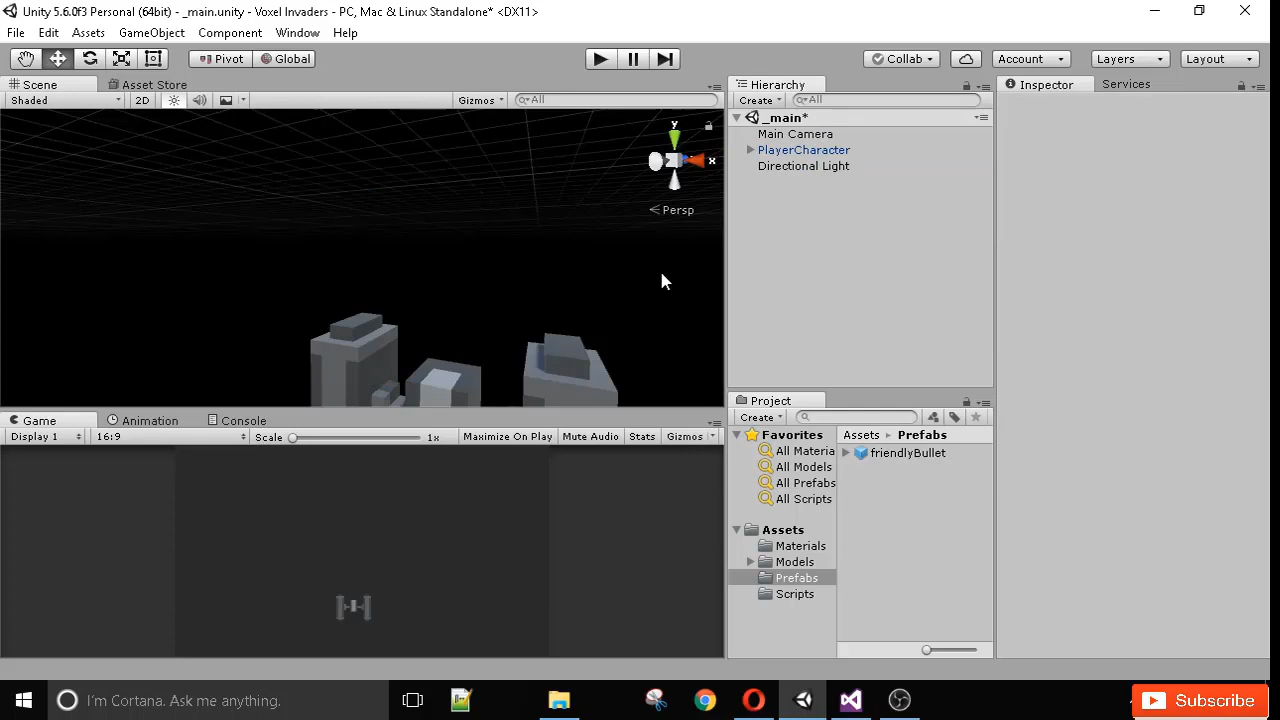 Unity 5.6.0f3 Personal (64bit) - _main.unity - Voxel Invaders - PC, Mac & Linux Standalone* <DX11>
File Edit Assets GameObject Component Window Help
Pivot Global Collab Account Layers Layout
Scene Asset Store
Shaded 2D Gizmos All
y
x
Persp
Hierarchy
Create All
_main*
Main Camera
PlayerCharacter
Directional Light
Inspector Services
Game Animation Console
Display 1 16:9 Scale 1x Maximize On Play Mute Audio Stats Gizmos
Project
Create
Favorites
All Materia
All Models
All Prefabs
All Scripts
Assets
Materials
Models
Prefabs
Scripts
Assets Prefabs
friendlyBullet
I'm Cortana. Ask me anything.
Subscribe